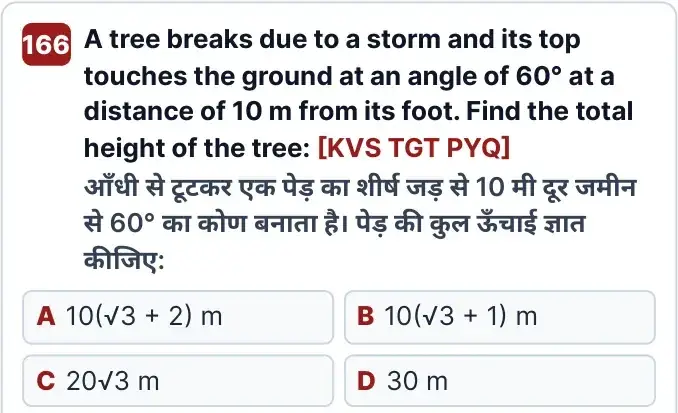 166 A tree breaks due to a storm and its top
touches the ground at an angle of 60° at a
distance of 10 m from its foot. Find the total
height of the tree: [KVS TGT PYQ]
आँधी से टूटकर एक पेड़ का शीर्ष जड़ से 10 मी दूर जमीन
से 60° का कोण बनाता है। पेड़ की कुल ऊँचाई ज्ञात
कीजिए:
A 10(√3 + 2) m
B 10(√3 + 1) m
C 20√3 m
D 30 m